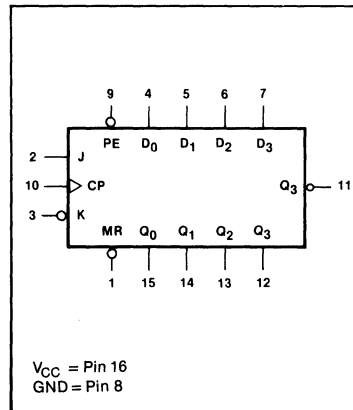 9 4 5 6 7
PE D0 D1 D2 D3
2 J
10 CP
Q3 11
3 K
MR Q0 Q1 Q2 Q3
1 15 14 13 12
VCC = Pin 16
GND = Pin 8